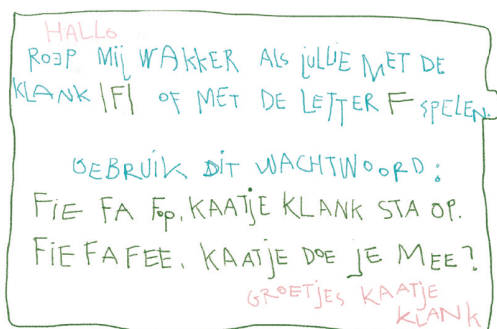 HALLO
ROEP MIJ WAKKER ALS JULLIE MET DE
KLANK |F| OF MET DE LETTER F SPELEN.
GEBRUIK DIT WACHTWOORD:
FIE FA FOP, KAATJE KLANK STA OP.
FIE FA FEE, KAATJE DOE JE MEE?
GROETJES KAATJE
KLANK